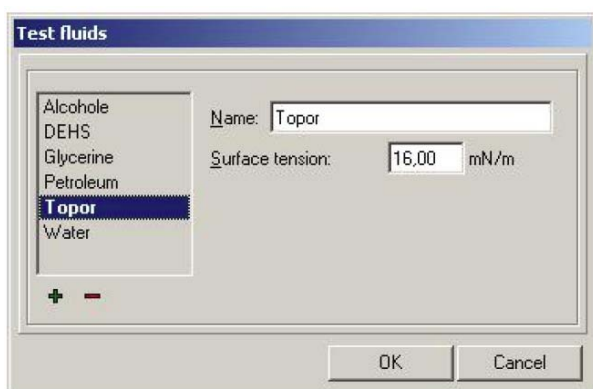 Test fluids
Alcohole
DEHS
Glycerine
Petroleum
Topor
Water
Name: Topor
Surface tension: 16,00 mN/m
OK Cancel